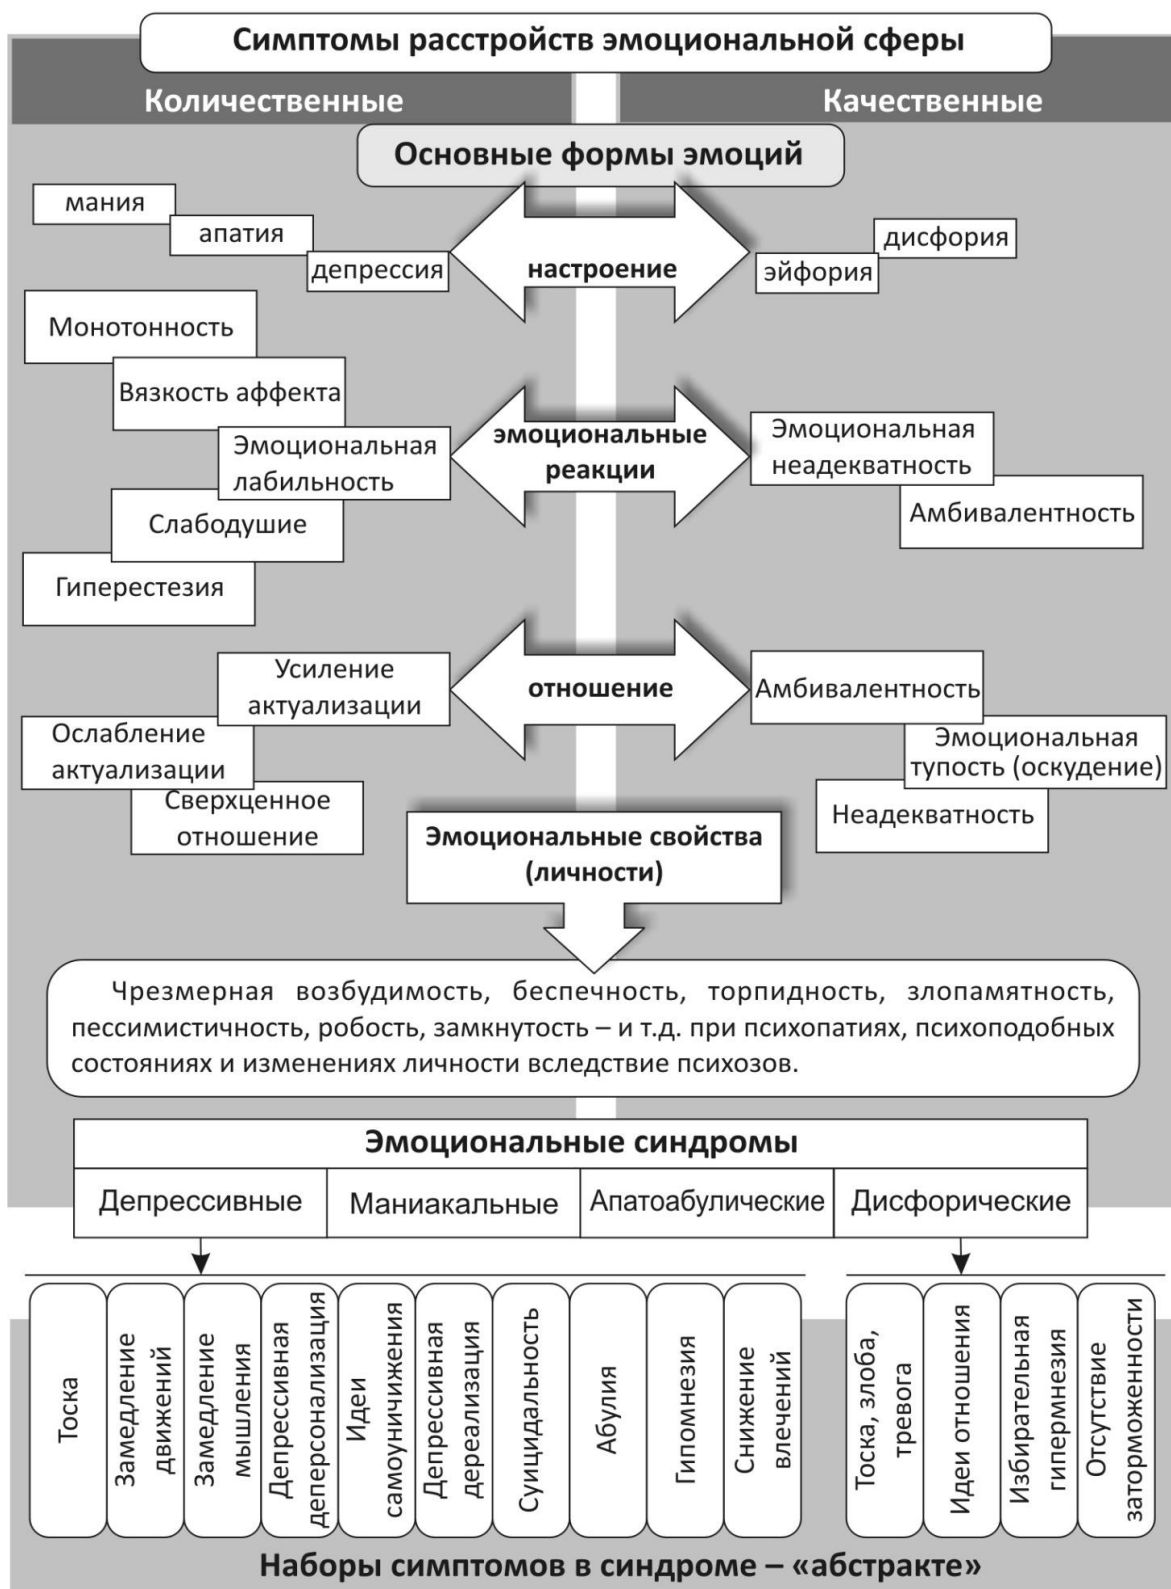 Симптомы расстройств эмоциональной сферы
Количественные
Качественные
Основные формы эмоций
мания
апатия
депрессия
настроение
дисфория
эйфория
Монотонность
Вязкость аффекта
Эмоциональная
лабильность
Слабодушие
Гиперестезия
эмоциональные
реакции
Эмоциональная
неадекватность
Амбивалентность
Усиление
актуализации
Ослабление
актуализации
Сверхценное
отношение
отношение
Амбивалентность
Эмоциональная
тупость (оскудение)
Неадекватность
Эмоциональные свойства
(личности)
Чрезмерная возбудимость, беспечность, торпидность, злопамятность,
пессимистичность, робость, замкнутость – и т.д. при психопатиях, психоподобных
состояниях и изменениях личности вследствие психозов.
Эмоциональные синдромы
Депрессивные
Маниакальные
Апатоабулические
Дисфорические
Тоска
Замедление
движений
Замедление
мышления
Депрессивная
деперсонализация
Идеи
самоуничижения
Депрессивная
дереализация
Суицидальность
Абулия
Гипомнезия
Снижение
влечений
Тоска, злоба,
тревога
Идеи отношения
Избирательная
гипермнезия
Отсутствие
заторможенности
Наборы симптомов в синдроме – «абстракте»